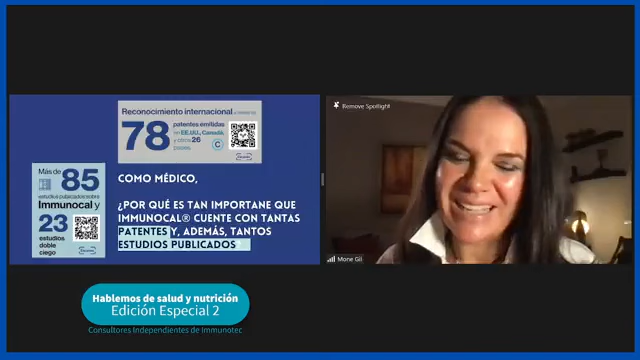 Reconocimiento internacional
78
patentes emitidas
en EE.UU., Canadá,
y otros 26
países
Más de
85
estudios publicados sobre
Immunocal y
23
estudios
doble
ciego
COMO MÉDICO,
¿POR QUÉ ES TAN IMPORTANE QUE
IMMUNOCAL® CUENTE CON TANTAS
PATENTES Y, ADEMÁS, TANTOS
ESTUDIOS PUBLICADOS
Remove Spotlight
Mone Gil
Hablemos de salud y nutrición
Edición Especial 2
Consultores Independientes de Immunotec